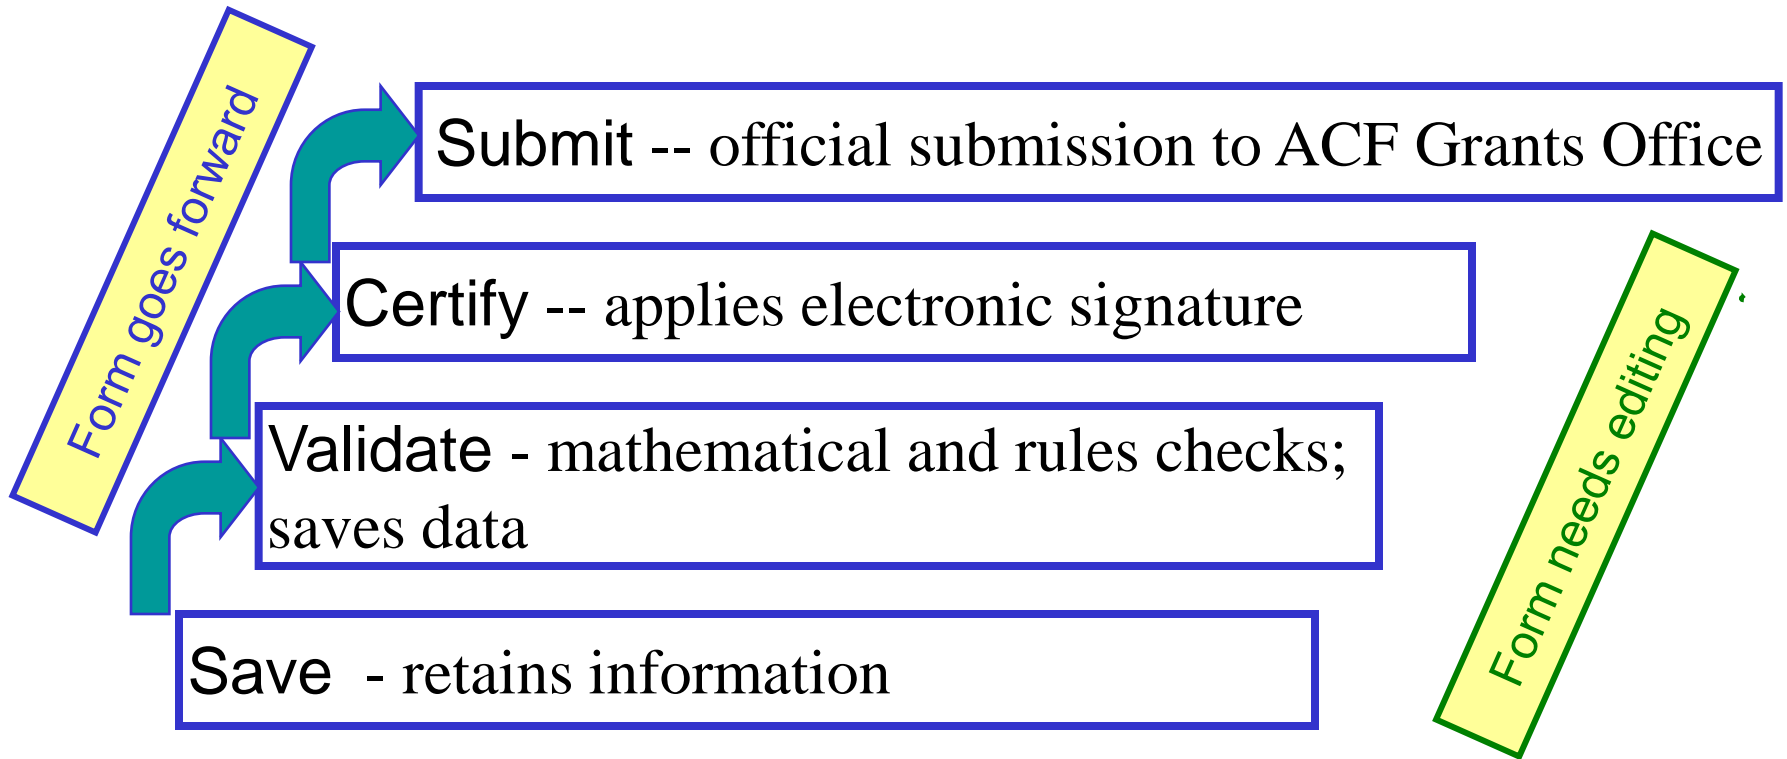 Form goes forward
Submit -- official submission to ACF Grants Office
Certify -- applies electronic signature
Validate - mathematical and rules checks;
saves data
Save - retains information
Form needs editing